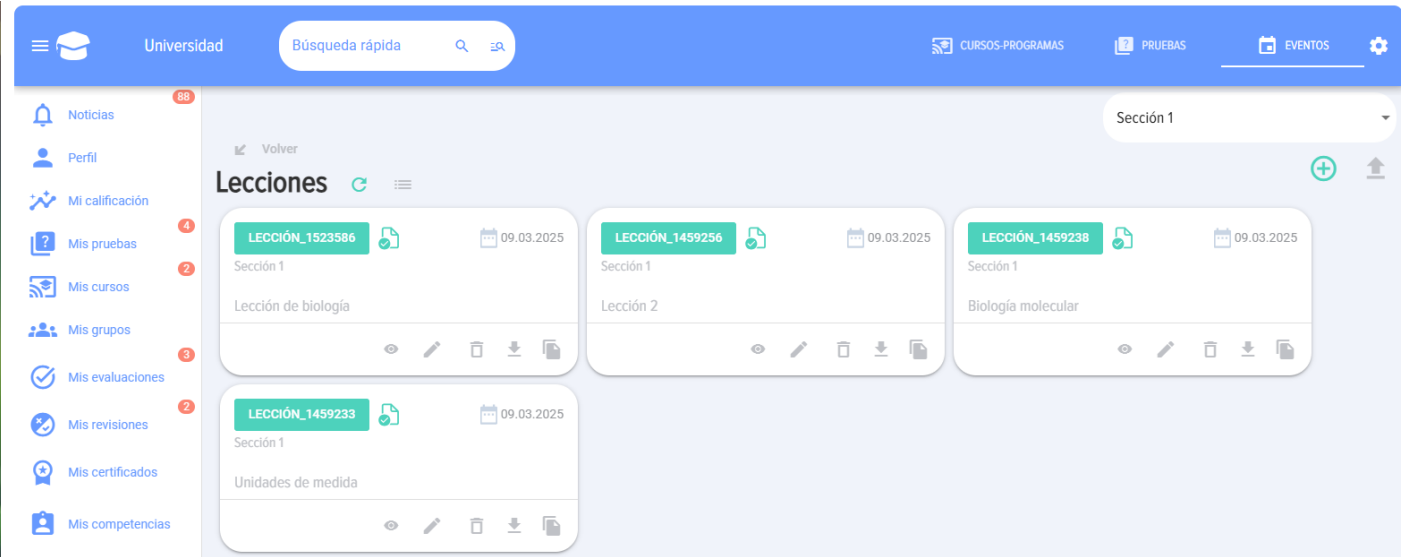 Universidad
Búsqueda rápida
CURSOS-PROGRAMAS
PRUEBAS
EVENTOS
88
Noticias
Perfil
Mi calificación
4
Mis pruebas
2
Mis cursos
Mis grupos
3
Mis evaluaciones
2
Mis revisiones
Mis certificados
Mis competencias
Sección 1
Volver
Lecciones
LECCIÓN_1523586
09.03.2025
Sección 1
Lección de biología
LECCIÓN_1459256
09.03.2025
Sección 1
Lección 2
LECCIÓN_1459238
09.03.2025
Sección 1
Biología molecular
LECCIÓN_1459233
09.03.2025
Sección 1
Unidades de medida